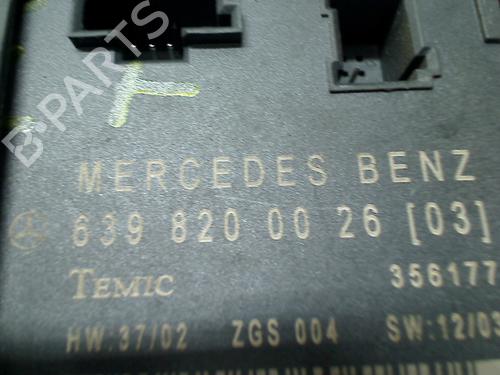 B-PARTS
MERCEDES BENZ
639 820 00 26 [03]
TEMIC 356177
HW:37/02 ZGS 004 SW:12/03